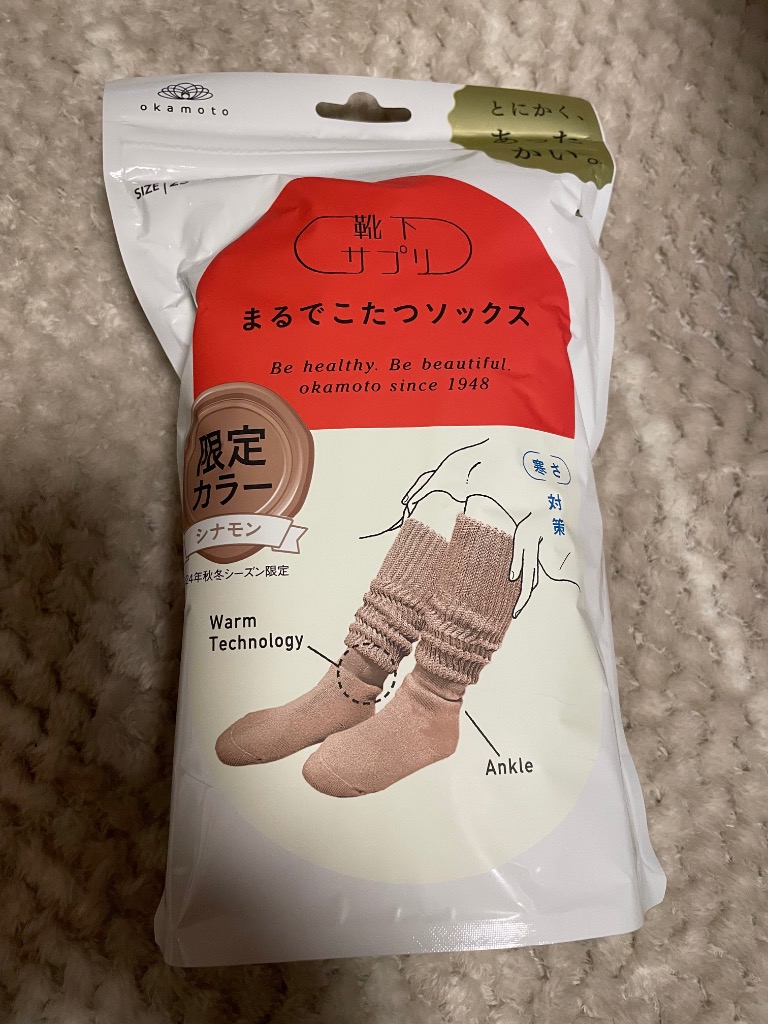 okamoto
とにかく、
あった
かい。
SIZE
靴下
サプリ
まるでこたつソックス
Be healthy. Be beautiful.
okamoto since 1948
限定
カラー
シナモン
24年秋冬シーズン限定
寒さ
対
策
Warm
Technology
Ankle